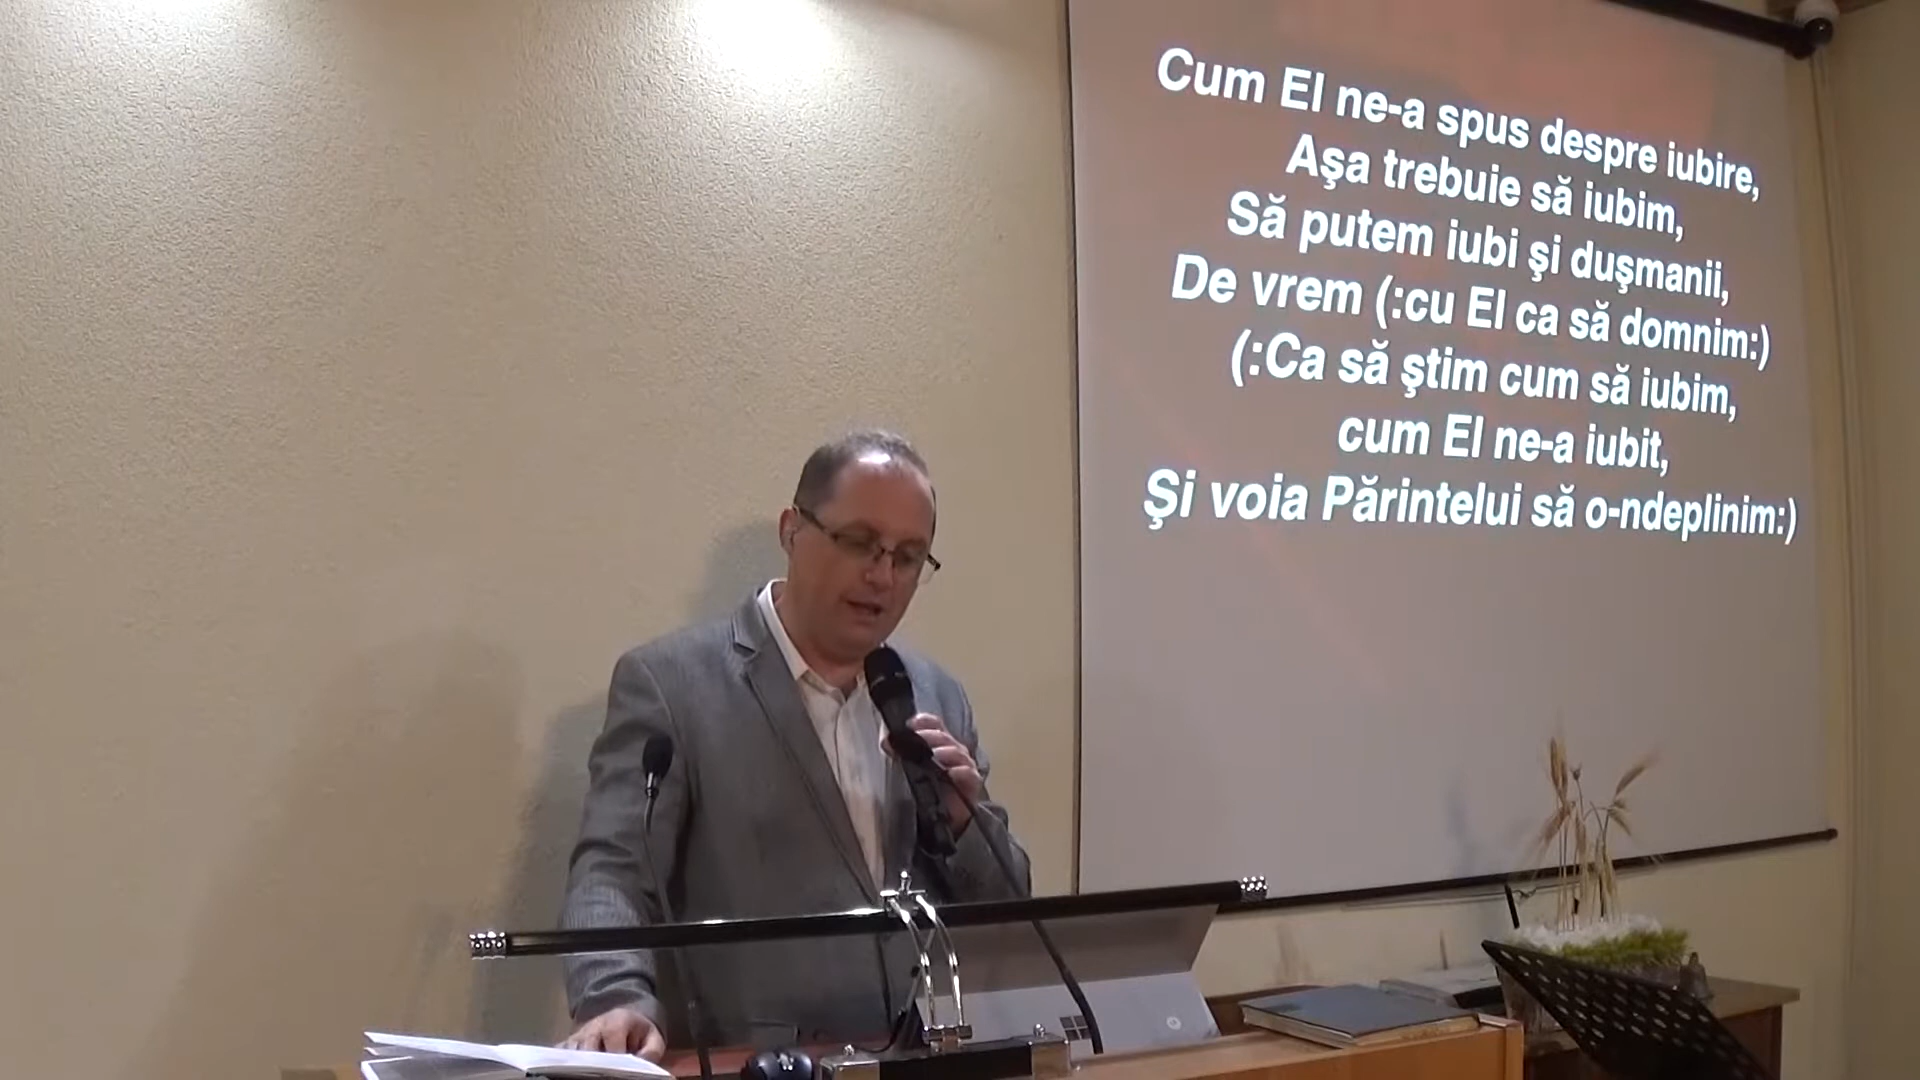 Cum El ne-a spus despre iubire,
Aşa trebuie să iubim,
Să putem iubi şi duşmanii,
De vrem (:cu El ca să domnim:)
(:Ca să ştim cum să iubim,
cum El ne-a iubit,
Şi voia Părintelui să o-ndeplinim:)